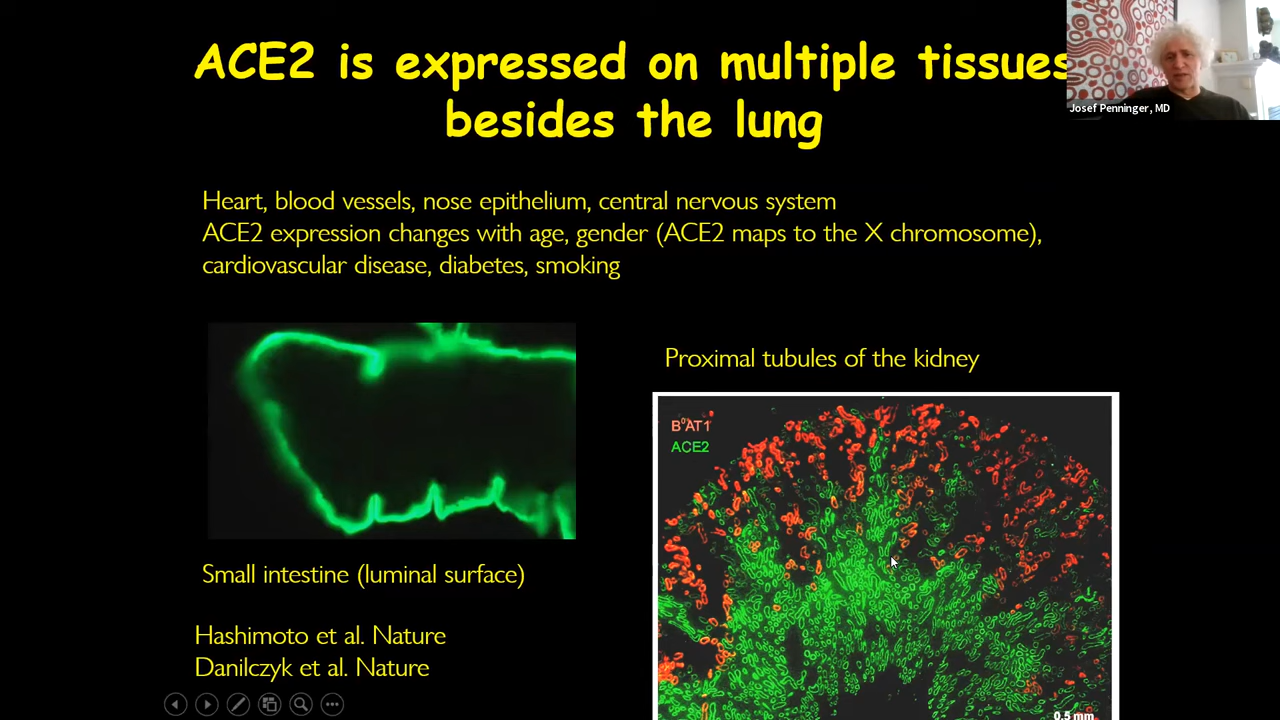 ACE2 is expressed on multiple tissues
besides the lung
Josef Penninger, MD
Heart, blood vessels, nose epithelium, central nervous system
ACE2 expression changes with age, gender (ACE2 maps to the X chromosome),
cardiovascular disease, diabetes, smoking
Proximal tubules of the kidney
B⁰AT1
ACE2
0.5 mm
Small intestine (luminal surface)
Hashimoto et al. Nature
Danilczyk et al. Nature